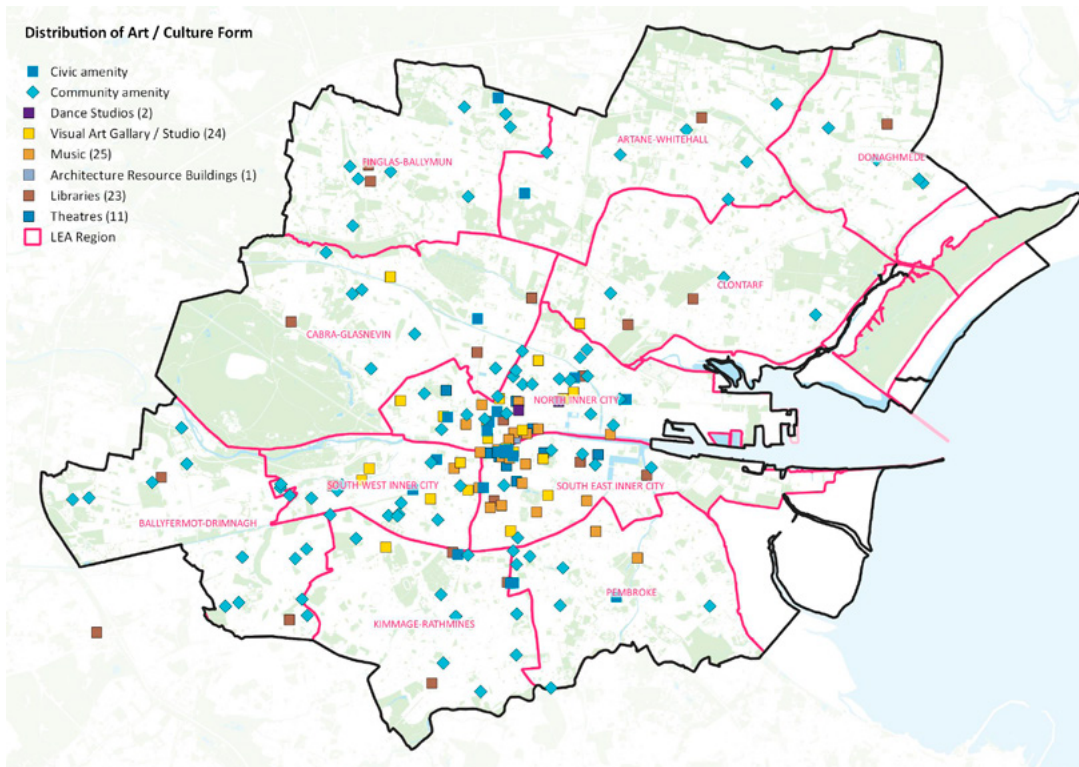 Distribution of Art / Culture Form
Civic amenity
Community amenity
Dance Studios (2)
Visual Art Gallary / Studio (24)
Music (25)
Architecture Resource Buildings (1)
Libraries (23)
Theatres (11)
LEA Region
ARTANE-WHITEHALL
FINGLAS-BALLYMUN
DONAGHMEDE
CLONTARF
CABRA-GLASNEVIN
NORTH INNER CITY
SOUTH WEST INNER CITY
SOUTH EAST INNER CITY
BALLYFERMOT-DRIMNAGH
PEMBROKE
KIMMAGE-RATHMINES